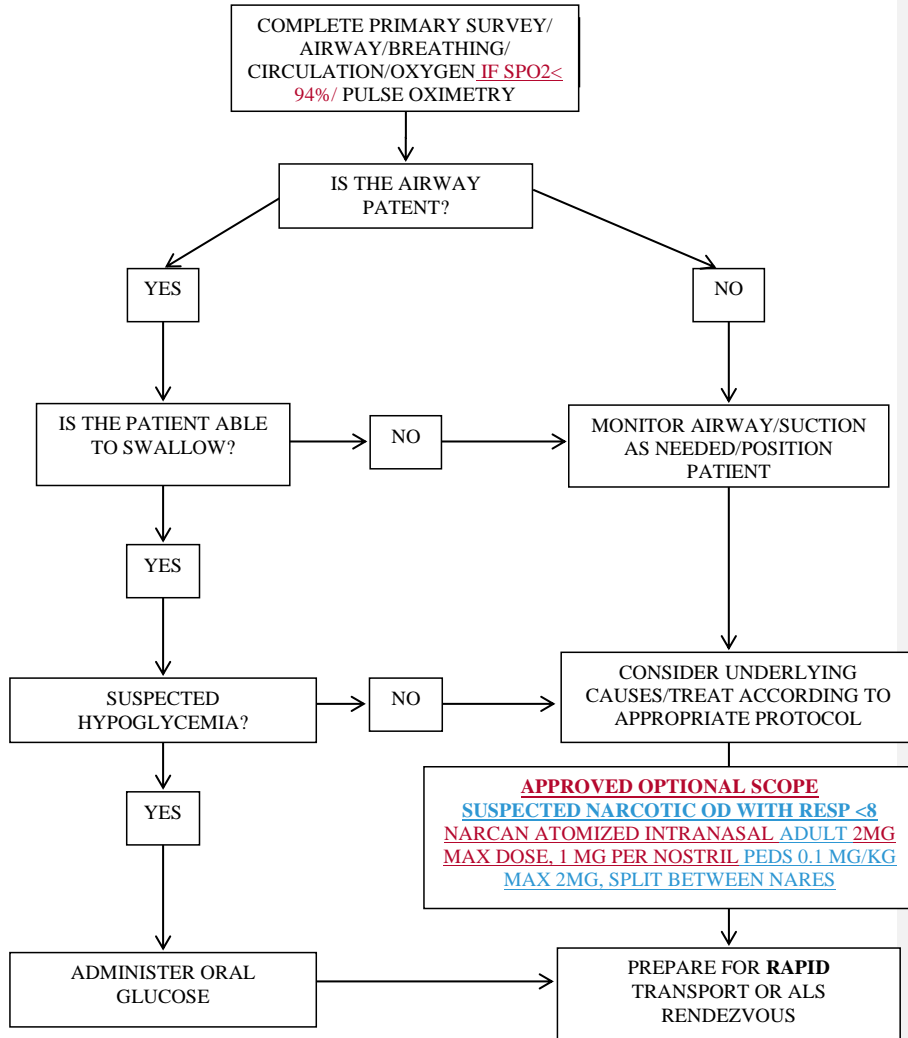 COMPLETE PRIMARY SURVEY/
AIRWAY/BREATHING/
CIRCULATION/OXYGEN IF SPO2<
94%/ PULSE OXIMETRY
IS THE AIRWAY
PATENT?
YES
NO
IS THE PATIENT ABLE
TO SWALLOW?
NO
MONITOR AIRWAY/SUCTION
AS NEEDED/POSITION
PATIENT
YES
SUSPECTED
HYPOGLYCEMIA?
NO
CONSIDER UNDERLYING
CAUSES/TREAT ACCORDING TO
APPROPRIATE PROTOCOL
YES
APPROVED OPTIONAL SCOPE
SUSPECTED NARCOTIC OD WITH RESP <8
NARCAN ATOMIZED INTRANASAL ADULT 2MG
MAX DOSE, 1 MG PER NOSTRIL PEDS 0.1 MG/KG
MAX 2MG, SPLIT BETWEEN NARES
ADMINISTER ORAL
GLUCOSE
PREPARE FOR RAPID
TRANSPORT OR ALS
RENDEZVOUS